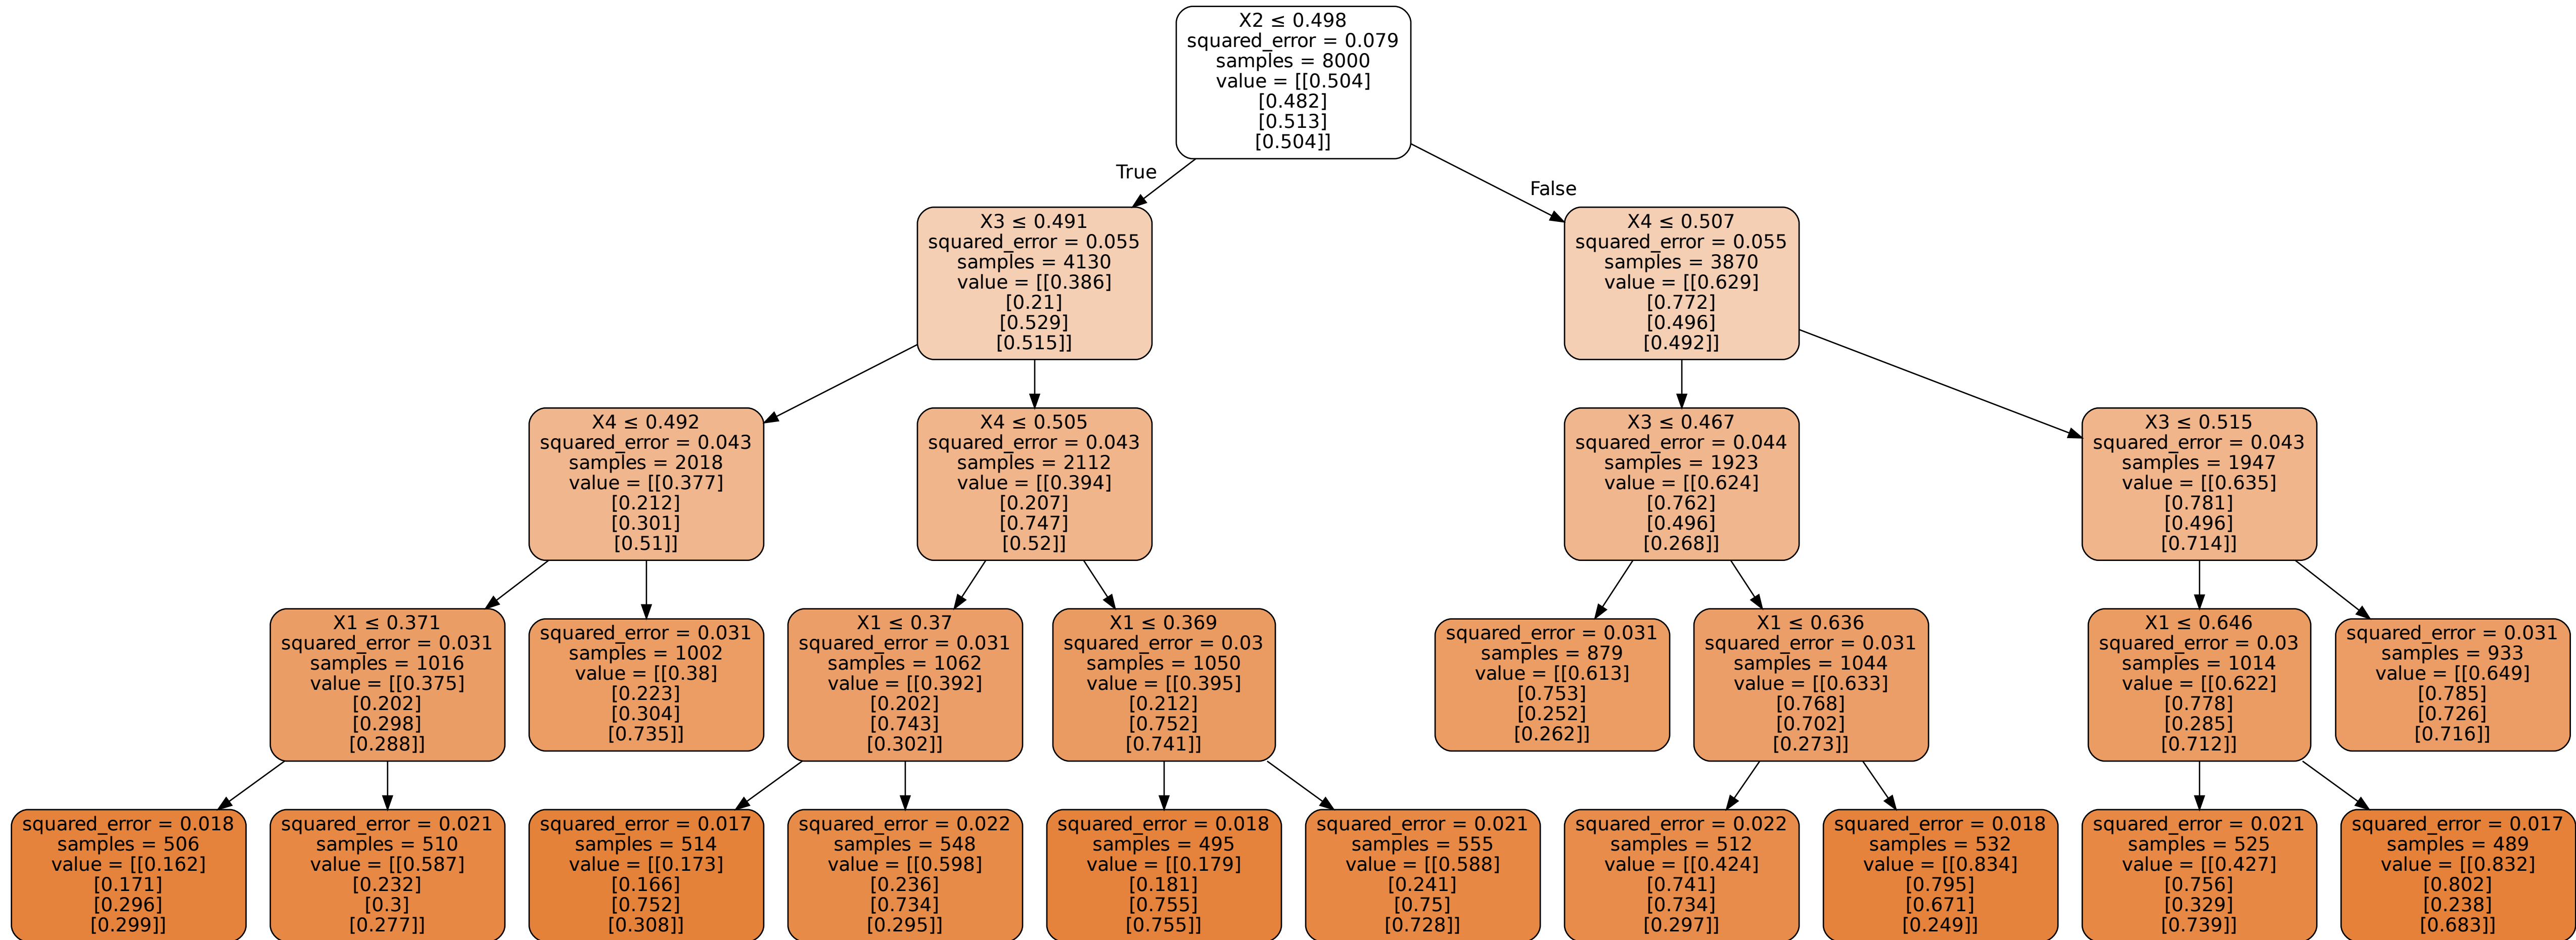 X2 ≤ 0.498
squared_error = 0.079
samples = 8000
value = [[0.504]
[0.482]
[0.513]
[0.504]]
True
False
X3 ≤ 0.491
squared_error = 0.055
samples = 4130
value = [[0.386]
[0.21]
[0.529]
[0.515]]
X4 ≤ 0.507
squared_error = 0.055
samples = 3870
value = [[0.629]
[0.772]
[0.496]
[0.492]]
X4 ≤ 0.492
squared_error = 0.043
samples = 2018
value = [[0.377]
[0.212]
[0.301]
[0.51]]
X4 ≤ 0.505
squared_error = 0.043
samples = 2112
value = [[0.394]
[0.207]
[0.747]
[0.52]]
X3 ≤ 0.467
squared_error = 0.044
samples = 1923
value = [[0.624]
[0.762]
[0.496]
[0.268]]
X3 ≤ 0.515
squared_error = 0.043
samples = 1947
value = [[0.635]
[0.781]
[0.496]
[0.714]]
X1 ≤ 0.371
squared_error = 0.031
samples = 1016
value = [[0.375]
[0.202]
[0.298]
[0.288]]
squared_error = 0.031
samples = 1002
value = [[0.38]
[0.223]
[0.304]
[0.735]]
X1 ≤ 0.37
squared_error = 0.031
samples = 1062
value = [[0.392]
[0.202]
[0.743]
[0.302]]
X1 ≤ 0.369
squared_error = 0.03
samples = 1050
value = [[0.395]
[0.212]
[0.752]
[0.741]]
squared_error = 0.031
samples = 879
value = [[0.613]
[0.753]
[0.252]
[0.262]]
X1 ≤ 0.636
squared_error = 0.031
samples = 1044
value = [[0.633]
[0.768]
[0.702]
[0.273]]
X1 ≤ 0.646
squared_error = 0.03
samples = 1014
value = [[0.622]
[0.778]
[0.285]
[0.712]]
squared_error = 0.031
samples = 933
value = [[0.649]
[0.785]
[0.726]
[0.716]]
squared_error = 0.018
samples = 506
value = [[0.162]
[0.171]
[0.296]
[0.299]]
squared_error = 0.021
samples = 510
value = [[0.587]
[0.232]
[0.3]
[0.277]]
squared_error = 0.017
samples = 514
value = [[0.173]
[0.166]
[0.752]
[0.308]]
squared_error = 0.022
samples = 548
value = [[0.598]
[0.236]
[0.734]
[0.295]]
squared_error = 0.018
samples = 495
value = [[0.179]
[0.181]
[0.755]
[0.755]]
squared_error = 0.021
samples = 555
value = [[0.588]
[0.241]
[0.75]
[0.728]]
squared_error = 0.022
samples = 512
value = [[0.424]
[0.741]
[0.734]
[0.297]]
squared_error = 0.018
samples = 532
value = [[0.834]
[0.795]
[0.671]
[0.249]]
squared_error = 0.021
samples = 525
value = [[0.427]
[0.756]
[0.329]
[0.739]]
squared_error = 0.017
samples = 489
value = [[0.832]
[0.802]
[0.238]
[0.683]]